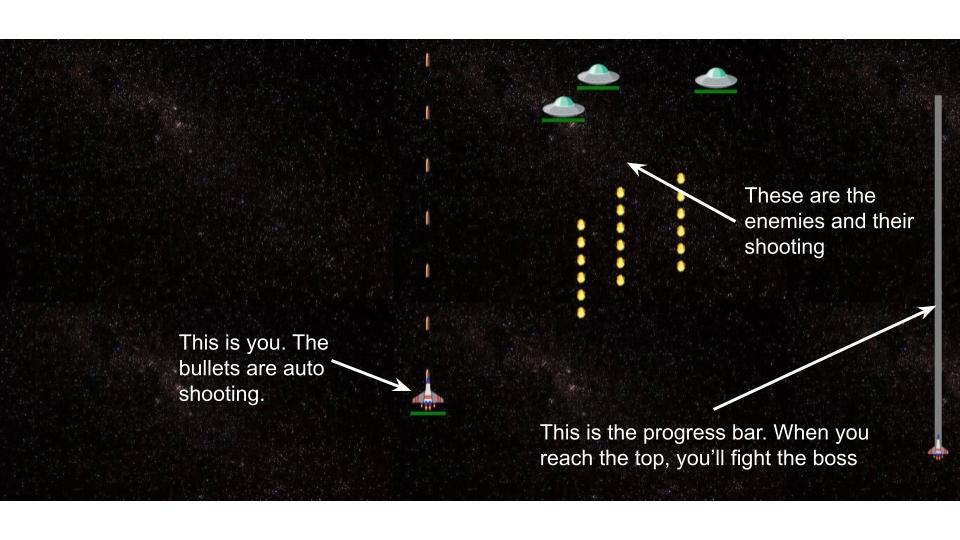 These are the
enemies and their
shooting
This is you. The
bullets are auto
shooting.
This is the progress bar. When you
reach the top, you’ll fight the boss